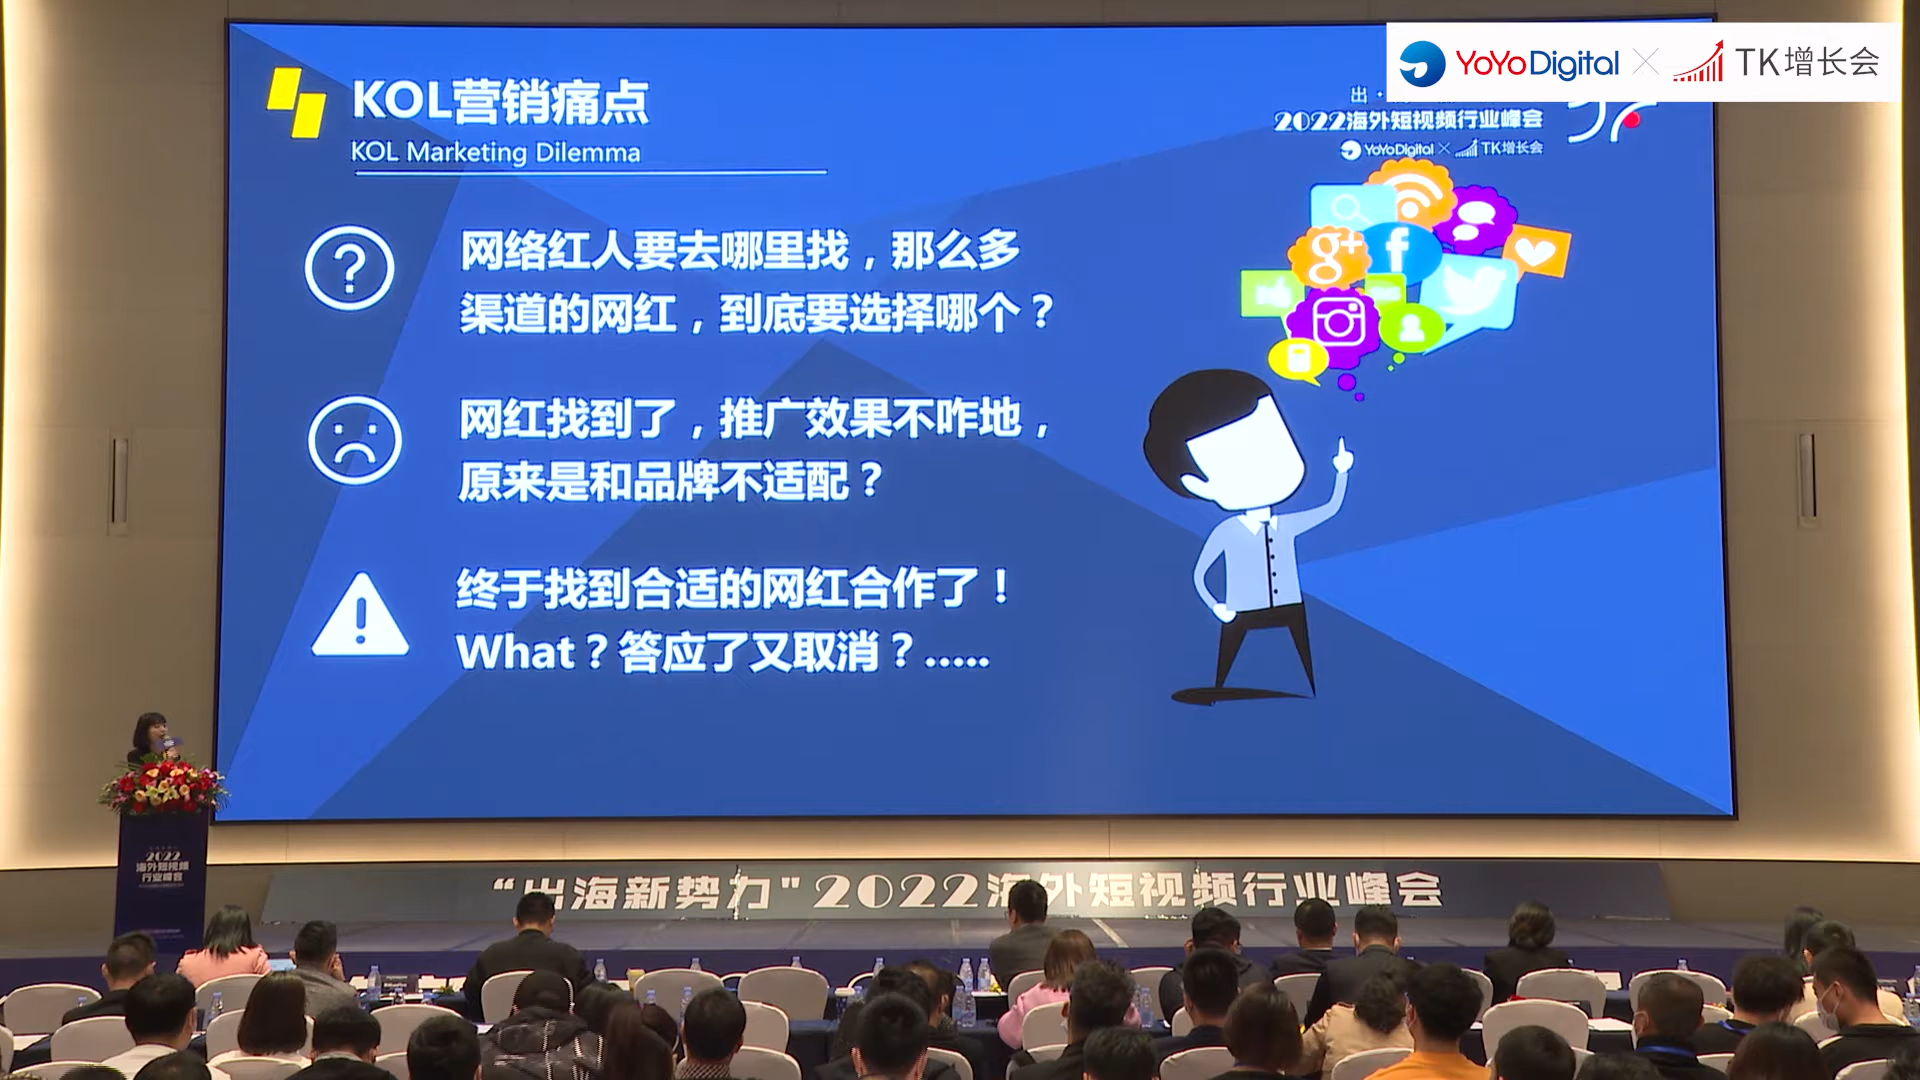 YoYoDigital × TK增长会
KOL营销痛点
KOL Marketing Dilemma
出·
2022海外短视频行业峰会
YoYoDigital × TK增长会
网络红人要去哪里找，那么多
渠道的网红，到底要选择哪个？
网红找到了，推广效果不咋地，
原来是和品牌不适配？
终于找到合适的网红合作了！
What？答应了又取消？.....
g+
f
2022
海外短视频
行业峰会
“出海新势力"2022海外短视频行业峰会